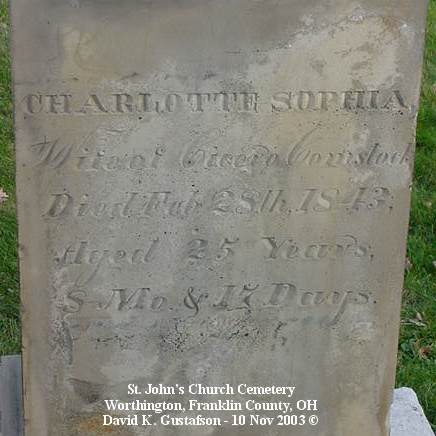 CHARLOTTE SOPHIA,
Wife of Cicero Comstock
Died Feb 28th, 1843;
Aged 25 Years,
8 Mo. & 17 Days.
St. John's Church Cemetery
Worthington, Franklin County, OH
David K. Gustafson - 10 Nov 2003 ©